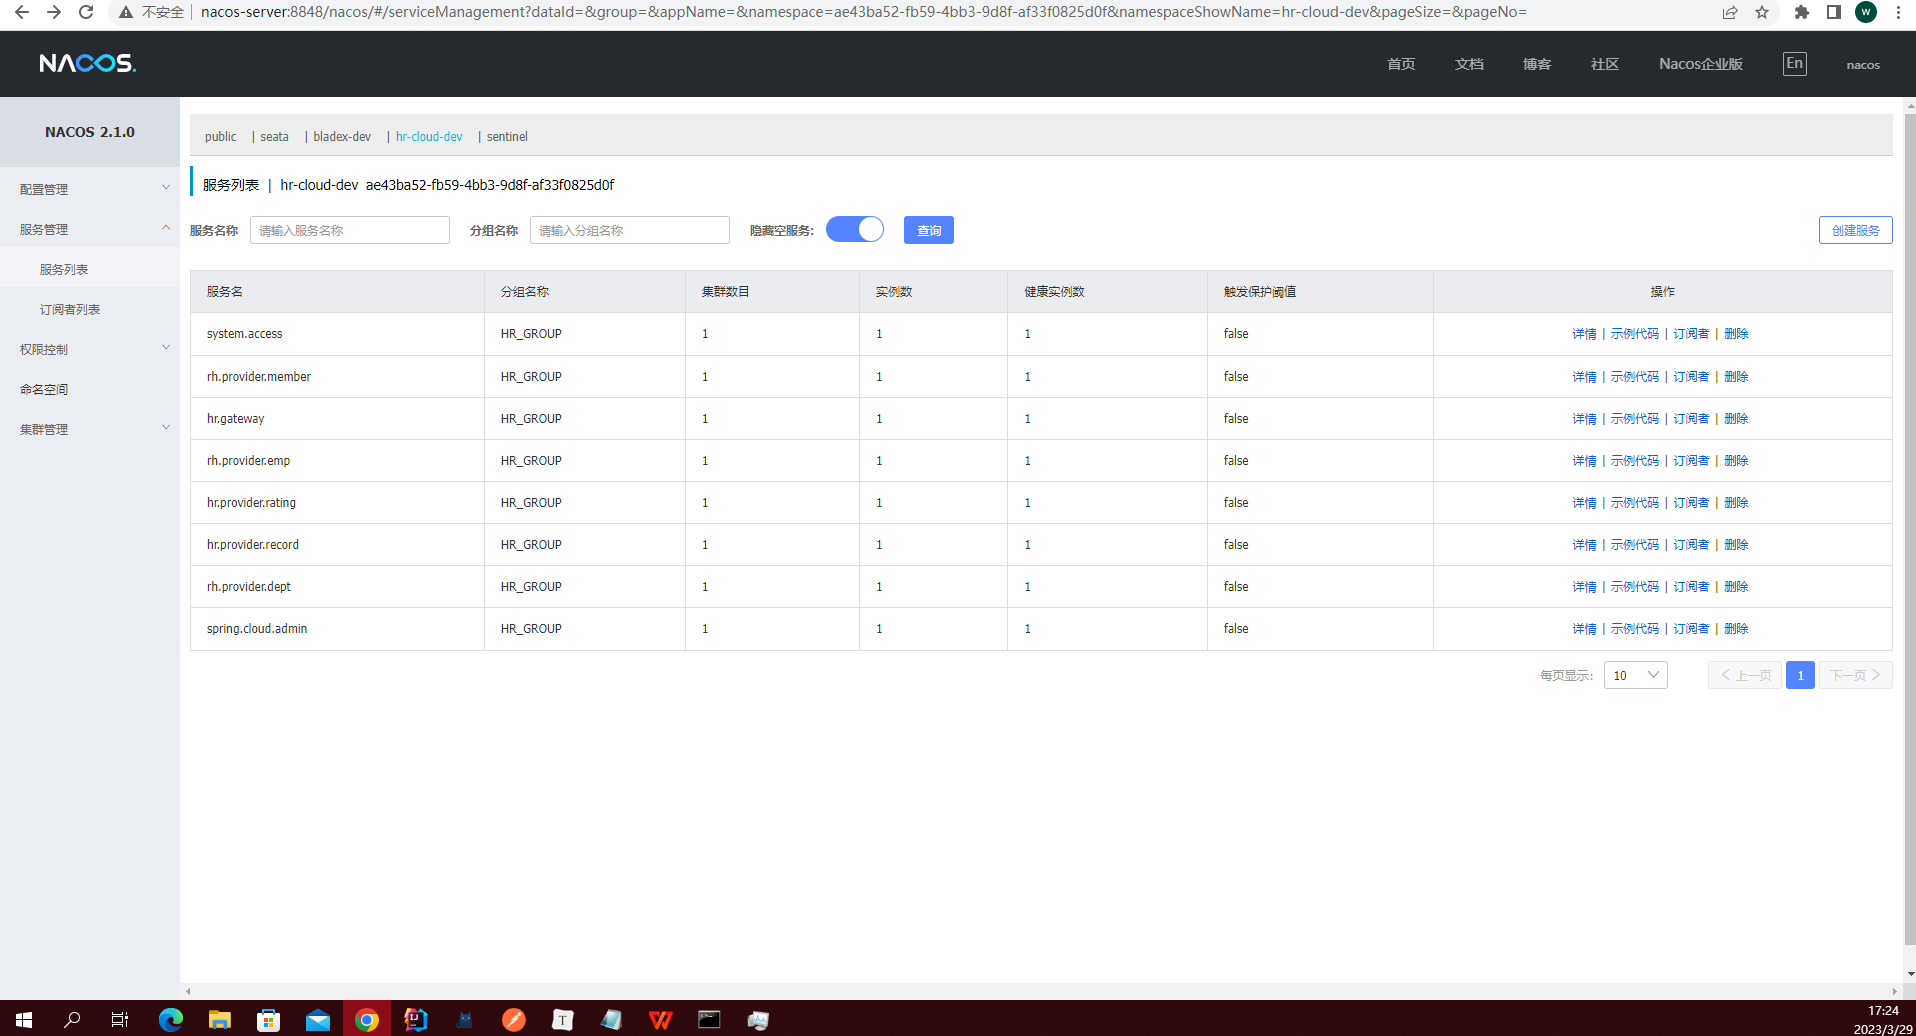 不安全 nacos-server:8848/nacos/#/serviceManagement?dataId=&group=&appName=&namespace=ae43ba52-fb59-4bb3-9d8f-af33f0825d0f&namespaceShowName=hr-cloud-dev&pageSize=&pageNo= W
NACOS. 首页 文档 博客 社区 Nacos企业版 En nacos
NACOS 2.1.0
配置管理
服务管理
服务列表
订阅者列表
权限控制
命名空间
集群管理
public | seata | bladex-dev | hr-cloud-dev | sentinel
服务列表 | hr-cloud-dev ae43ba52-fb59-4bb3-9d8f-af33f0825d0f
服务名称 请输入服务名称 分组名称 请输入分组名称 隐藏空服务: 查询 创建服务
服务名 分组名称 集群数目 实例数 健康实例数 触发保护阈值 操作
system.access HR_GROUP 1 1 1 false 详情 | 示例代码 | 订阅者 | 删除
rh.provider.member HR_GROUP 1 1 1 false 详情 | 示例代码 | 订阅者 | 删除
hr.gateway HR_GROUP 1 1 1 false 详情 | 示例代码 | 订阅者 | 删除
rh.provider.emp HR_GROUP 1 1 1 false 详情 | 示例代码 | 订阅者 | 删除
hr.provider.rating HR_GROUP 1 1 1 false 详情 | 示例代码 | 订阅者 | 删除
hr.provider.record HR_GROUP 1 1 1 false 详情 | 示例代码 | 订阅者 | 删除
rh.provider.dept HR_GROUP 1 1 1 false 详情 | 示例代码 | 订阅者 | 删除
spring.cloud.admin HR_GROUP 1 1 1 false 详情 | 示例代码 | 订阅者 | 删除
每页显示: 10 上一页 1 下一页
17:24
2023/3/29